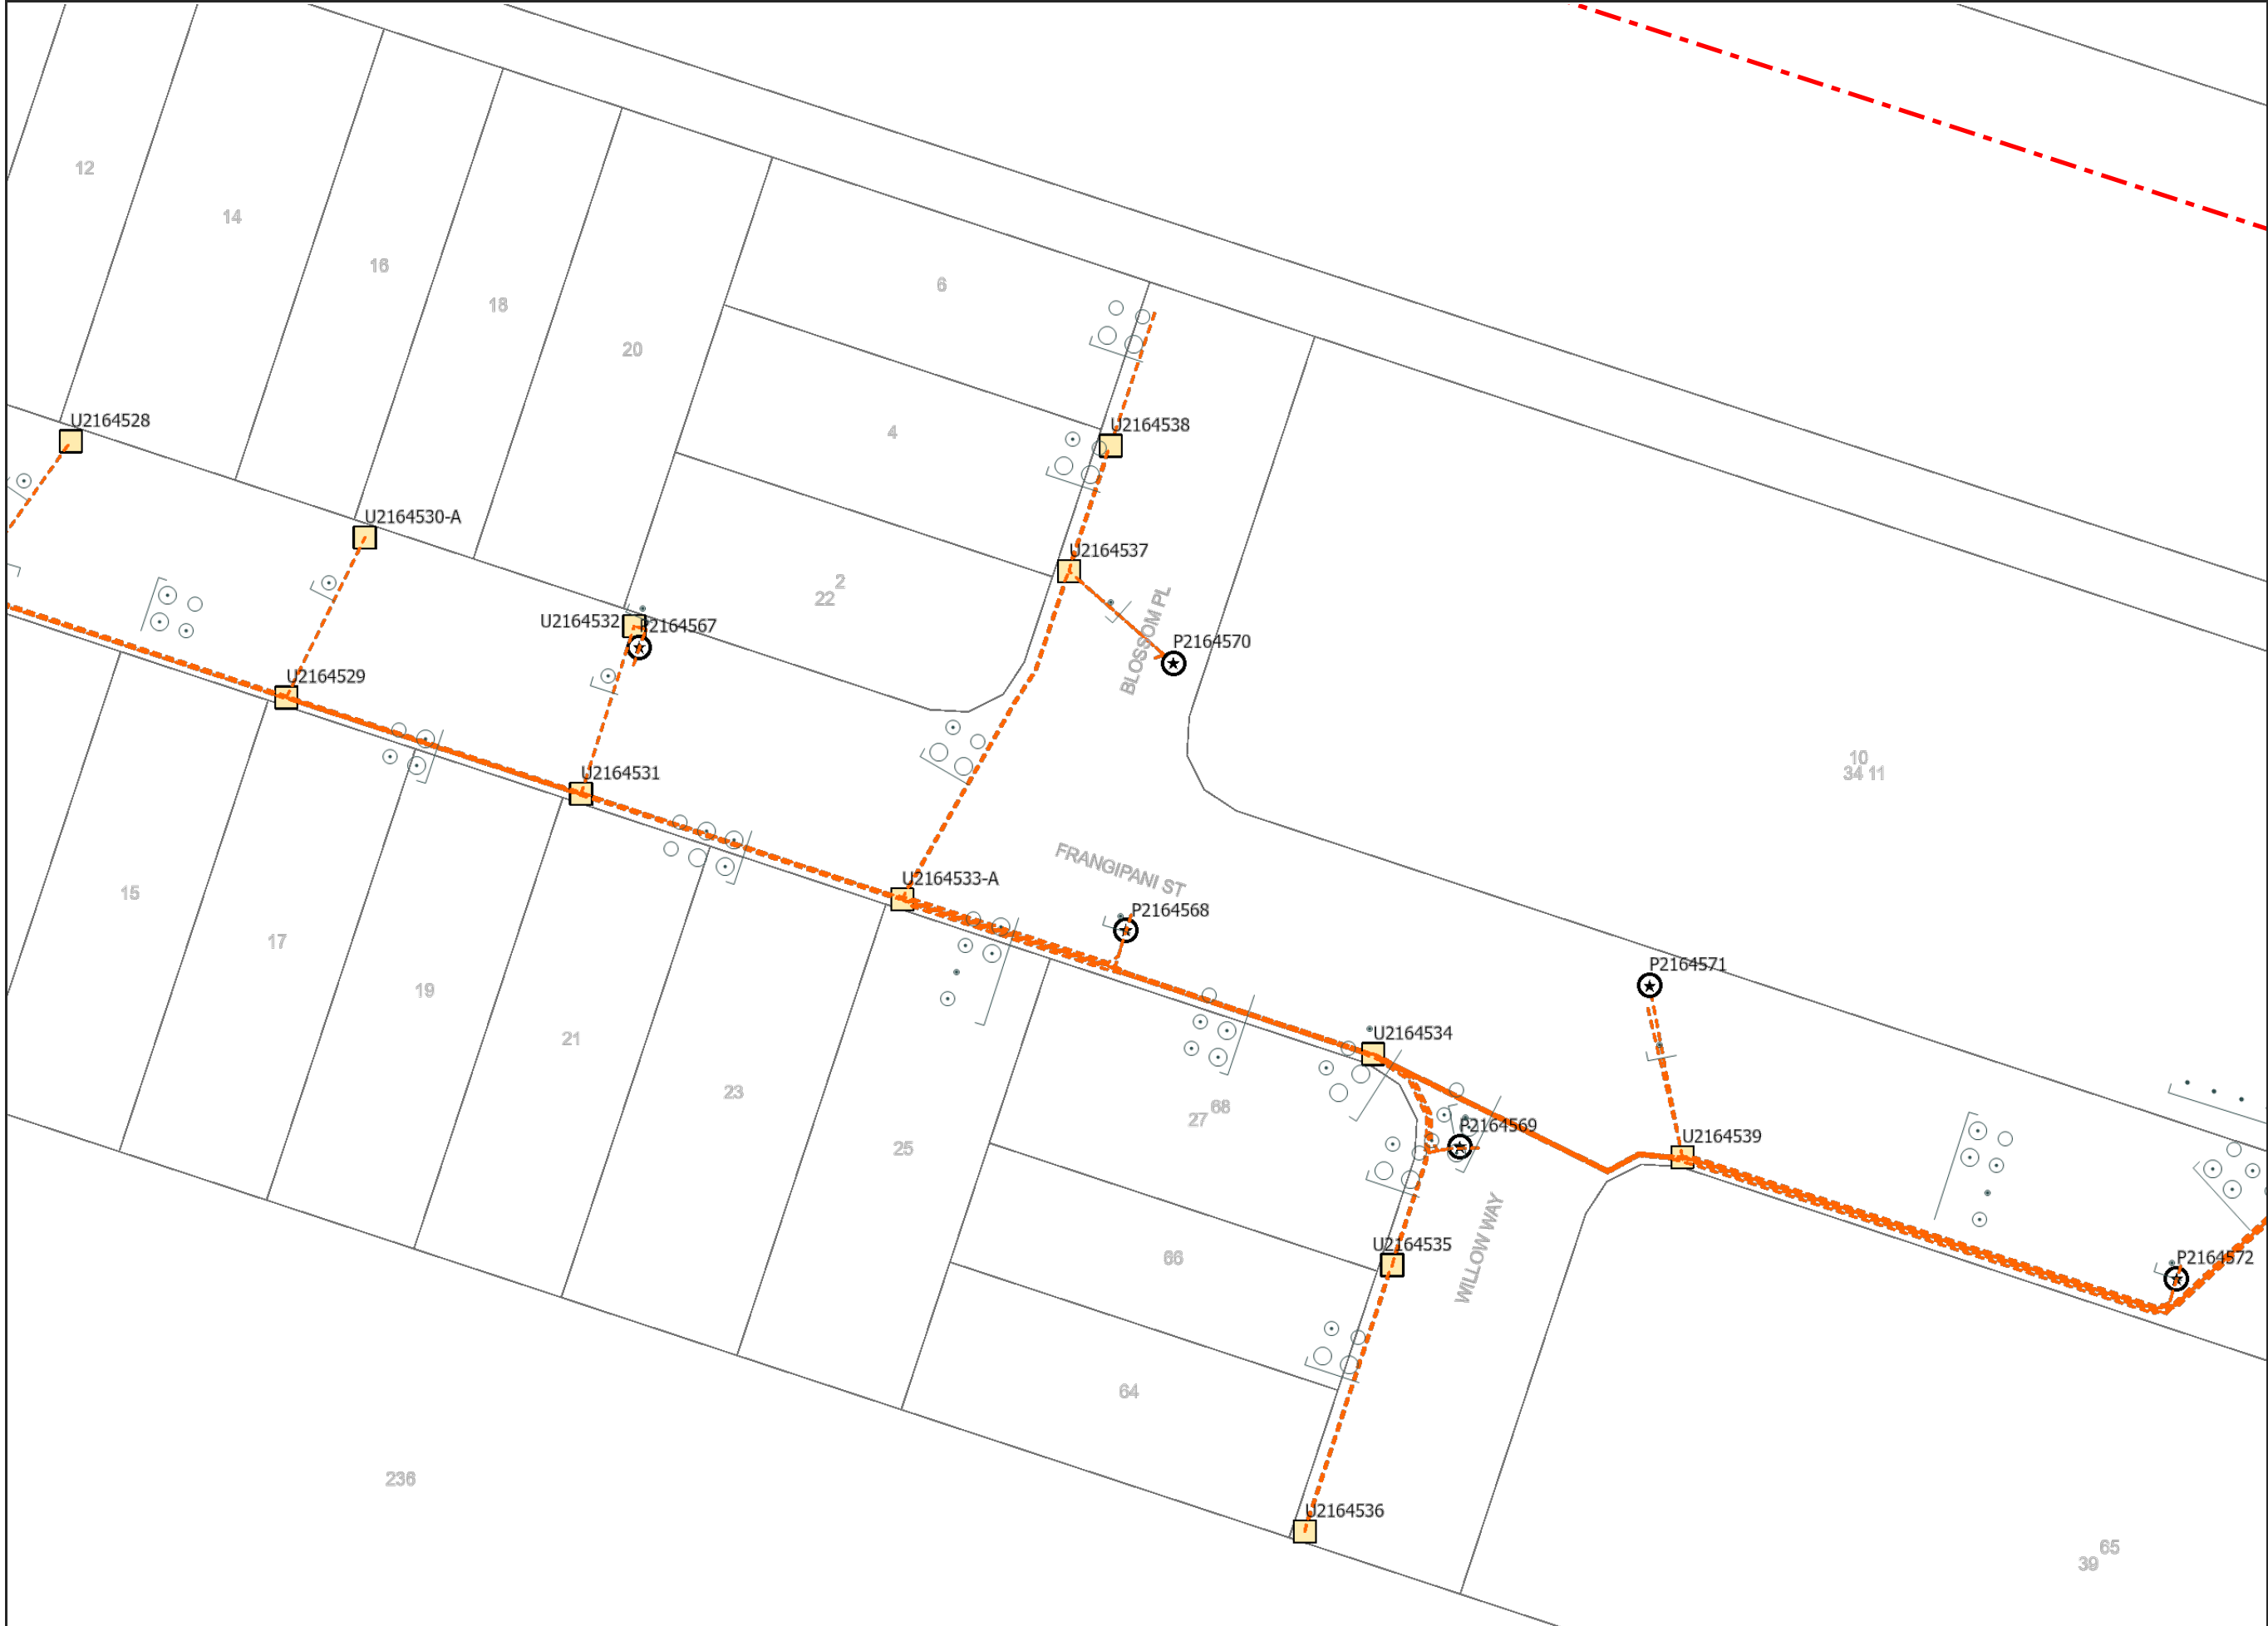 12
14
16
18
20
6
4
2
22
U2164528
U2164530-A
U2164538
U2164537
U2164532
P2164567
P2164570
BLOSSOM PL
U2164529
U2164531
10
34 11
FRANGIPANI ST
U2164533-A
P2164568
15
17
19
21
23
25
P2164571
U2164534
68
27
P2164569
U2164539
66
U2164535
WILLOW WAY
P2164572
64
236
U2164536
65
39